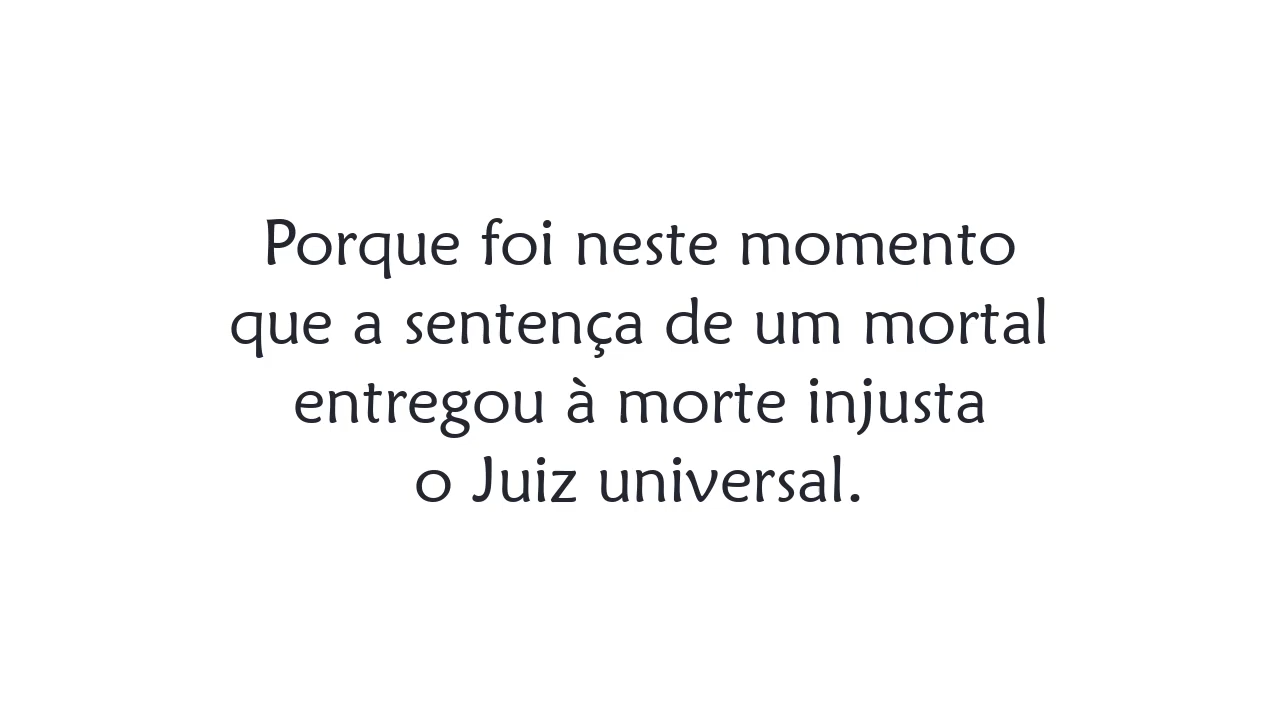 Porque foi neste momento
que a sentença de um mortal
entregou à morte injusta
o Juiz universal.